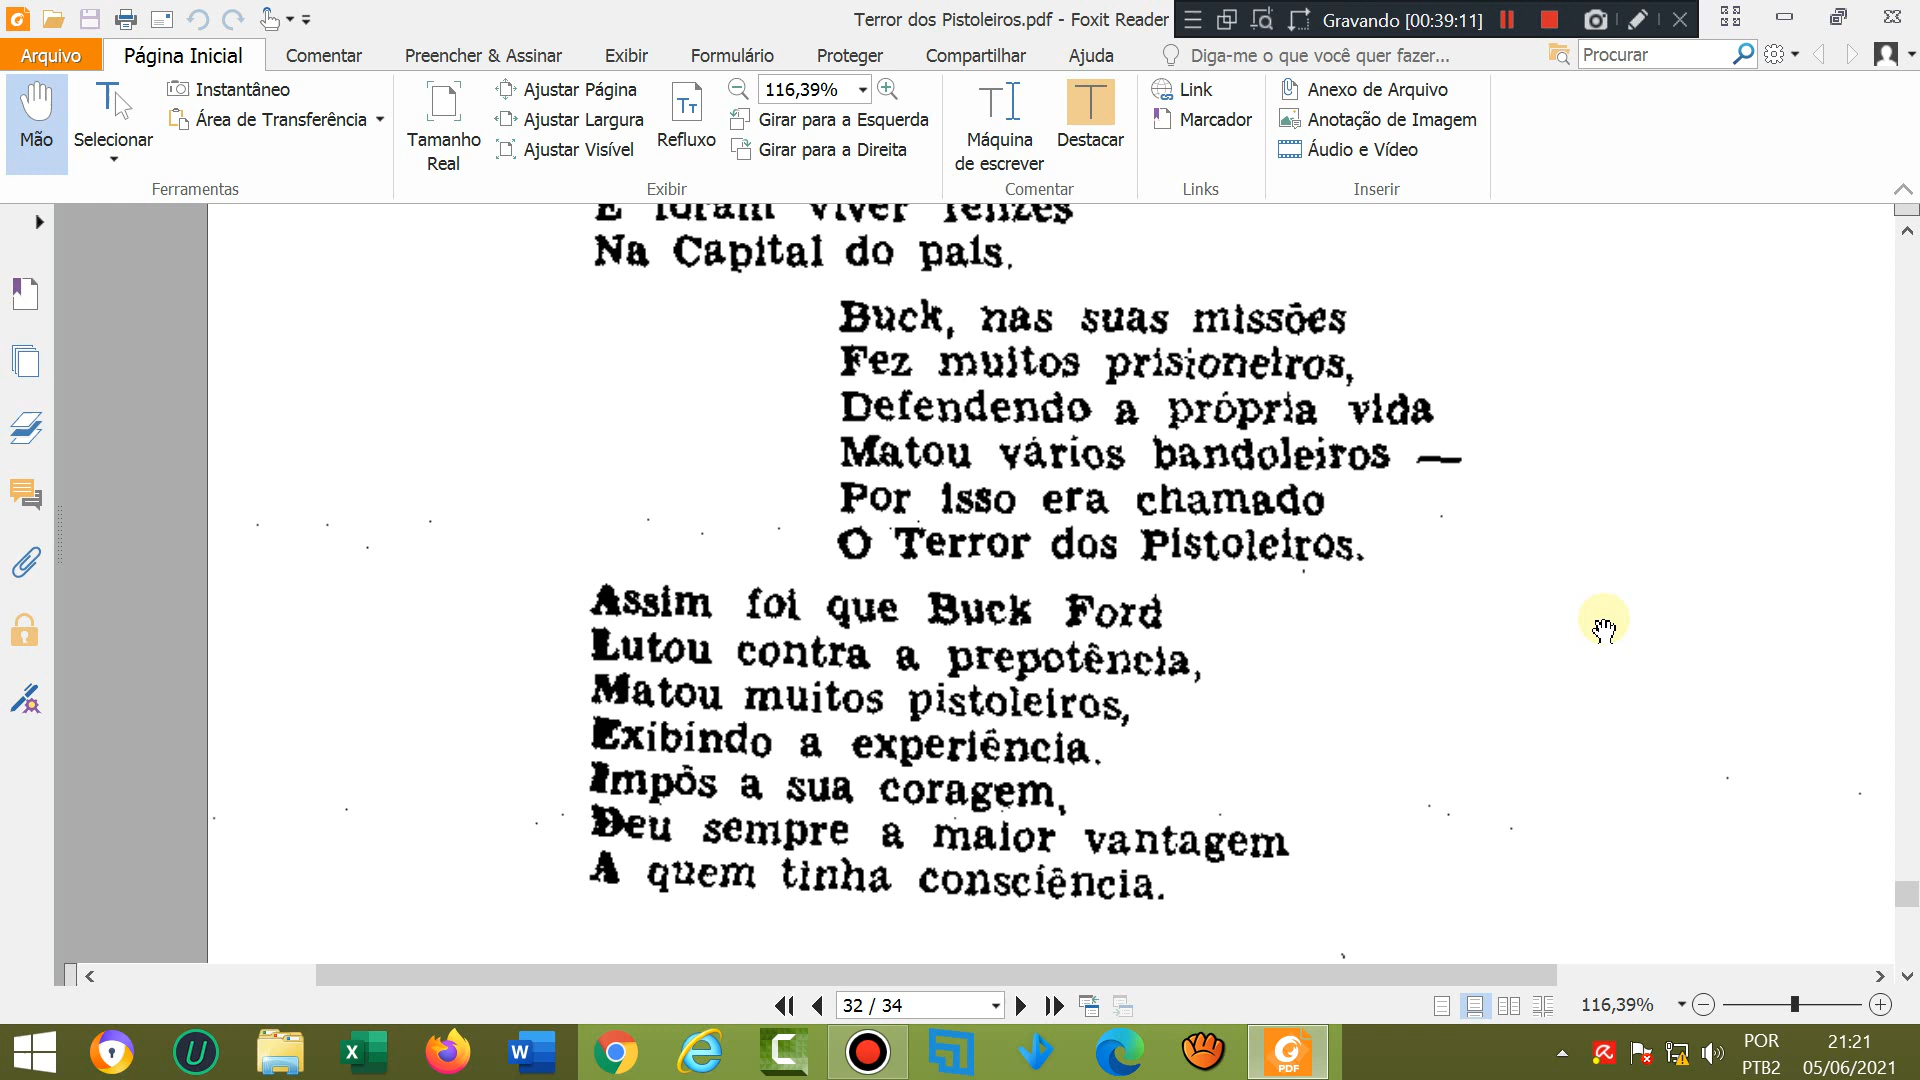 Terror dos Pistoleiros.pdf - Foxit Reader
Gravando [00:39:11]
Arquivo
Página Inicial
Comentar
Preencher & Assinar
Exibir
Formulário
Proteger
Compartilhar
Ajuda
Diga-me o que você quer fazer...
Procurar
Mão
Selecionar
Instantâneo
Área de Transferência
Ferramentas
Tamanho
Real
Ajustar Página
Ajustar Largura
Ajustar Visível
Refluxo
116,39%
Girar para a Esquerda
Girar para a Direita
Exibir
Máquina
de escrever
Destacar
Comentar
Link
Marcador
Links
Anexo de Arquivo
Anotação de Imagem
Áudio e Vídeo
Inserir
E foram viver felizes
Na Capital do país.
Buck, nas suas missões
Fez muitos prisioneiros,
Defendendo a própria vida
Matou vários bandoleiros —
Por isso era chamado
O Terror dos Pistoleiros.
Assim foi que Buck Ford
Lutou contra a prepotência,
Matou muitos pistoleiros,
Exibindo a experiência.
Impôs a sua coragem,
Deu sempre a maior vantagem
A quem tinha consciência.
32 / 34
116,39%
POR
PTB2
21:21
05/06/2021